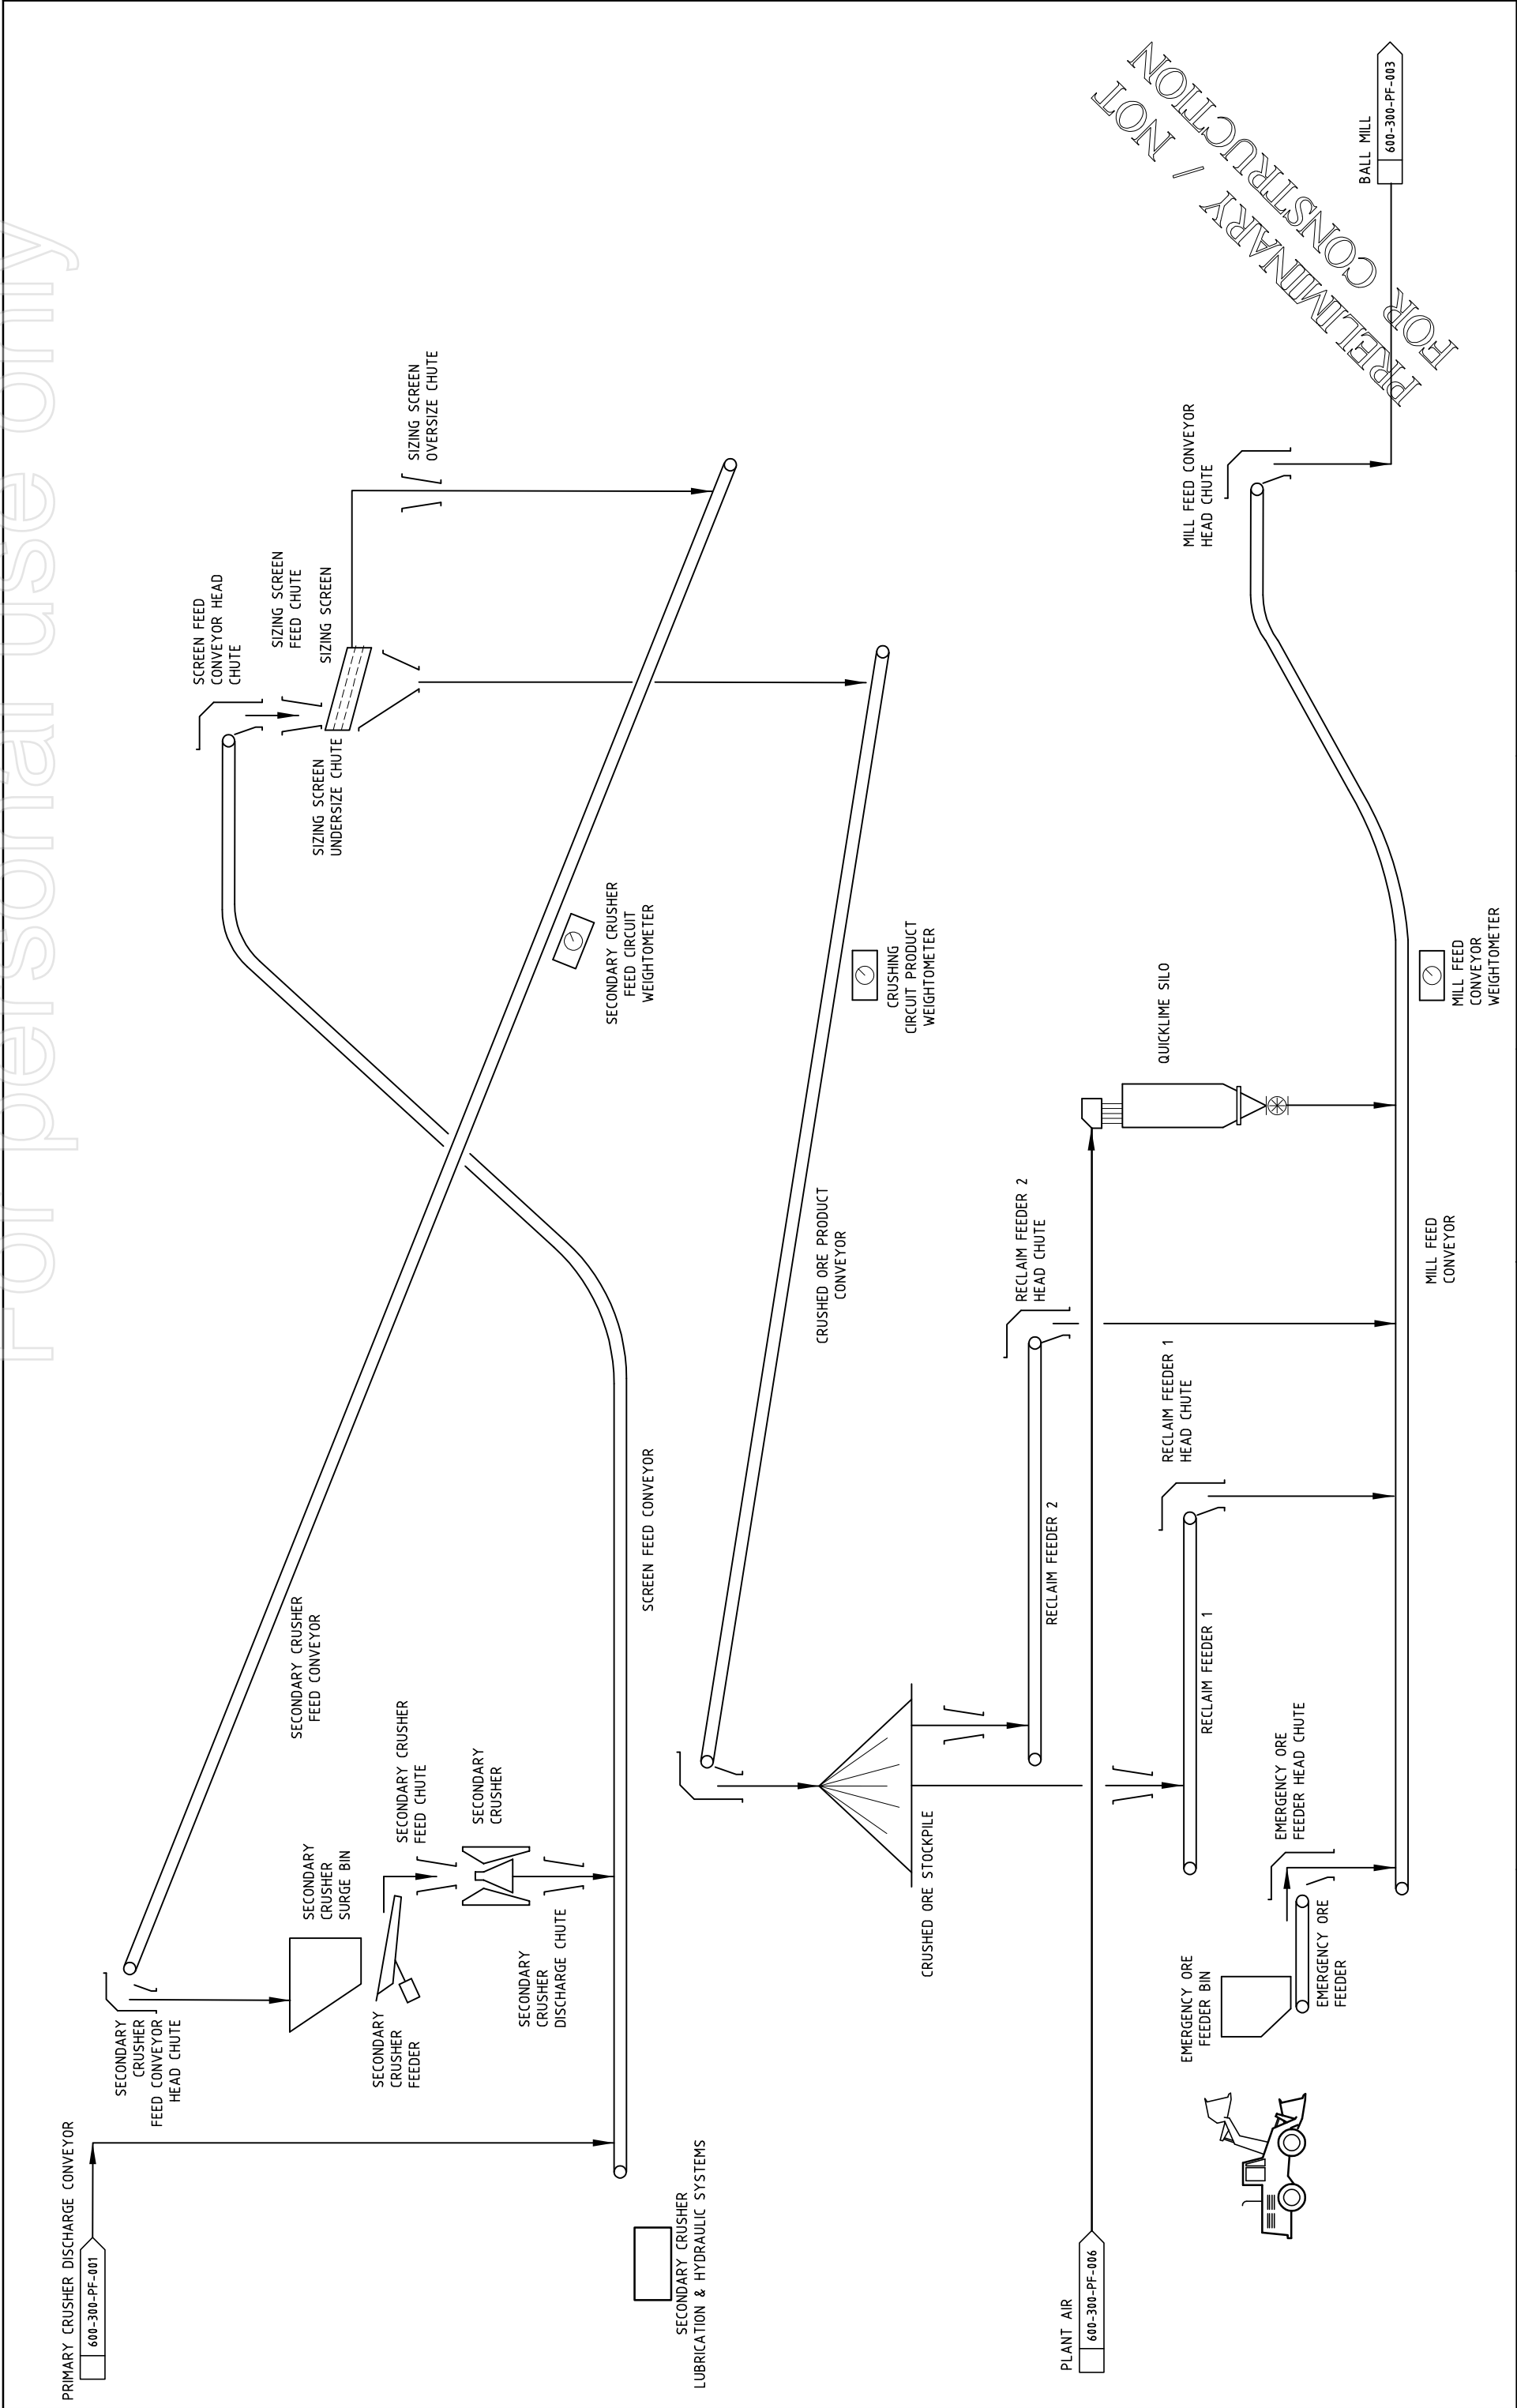 For personal use only
PRIMARY CRUSHER DISCHARGE CONVEYOR
600-300-PF-001
SECONDARY
CRUSHER
FEED CONVEYOR
HEAD CHUTE
SECONDARY CRUSHER
FEED CONVEYOR
SCREEN FEED
CONVEYOR HEAD
CHUTE
SIZING SCREEN
FEED CHUTE
SIZING SCREEN
SIZING SCREEN
UNDERSIZE CHUTE
SIZING SCREEN
OVERSIZE CHUTE
SECONDARY
CRUSHER
SURGE BIN
SECONDARY
CRUSHER
FEEDER
SECONDARY CRUSHER
FEED CHUTE
SECONDARY
CRUSHER
SECONDARY
CRUSHER
DISCHARGE CHUTE
SECONDARY CRUSHER
FEED CIRCUIT
WEIGHTOMETER
SCREEN FEED CONVEYOR
SECONDARY CRUSHER
LUBRICATION & HYDRAULIC SYSTEMS
CRUSHED ORE PRODUCT
CONVEYOR
CRUSHING
CIRCUIT PRODUCT
WEIGHTOMETER
CRUSHED ORE STOCKPILE
RECLAIM FEEDER 2
HEAD CHUTE
RECLAIM FEEDER 2
PLANT AIR
600-300-PF-006
QUICKLIME SILO
RECLAIM FEEDER 1
HEAD CHUTE
RECLAIM FEEDER 1
EMERGENCY ORE
FEEDER BIN
EMERGENCY ORE
FEEDER HEAD CHUTE
EMERGENCY ORE
FEEDER
MILL FEED CONVEYOR
HEAD CHUTE
MILL FEED
CONVEYOR
MILL FEED
CONVEYOR
WEIGHTOMETER
BALL MILL
600-300-PF-003
PRELIMINARY / NOT
FOR CONSTRUCTION